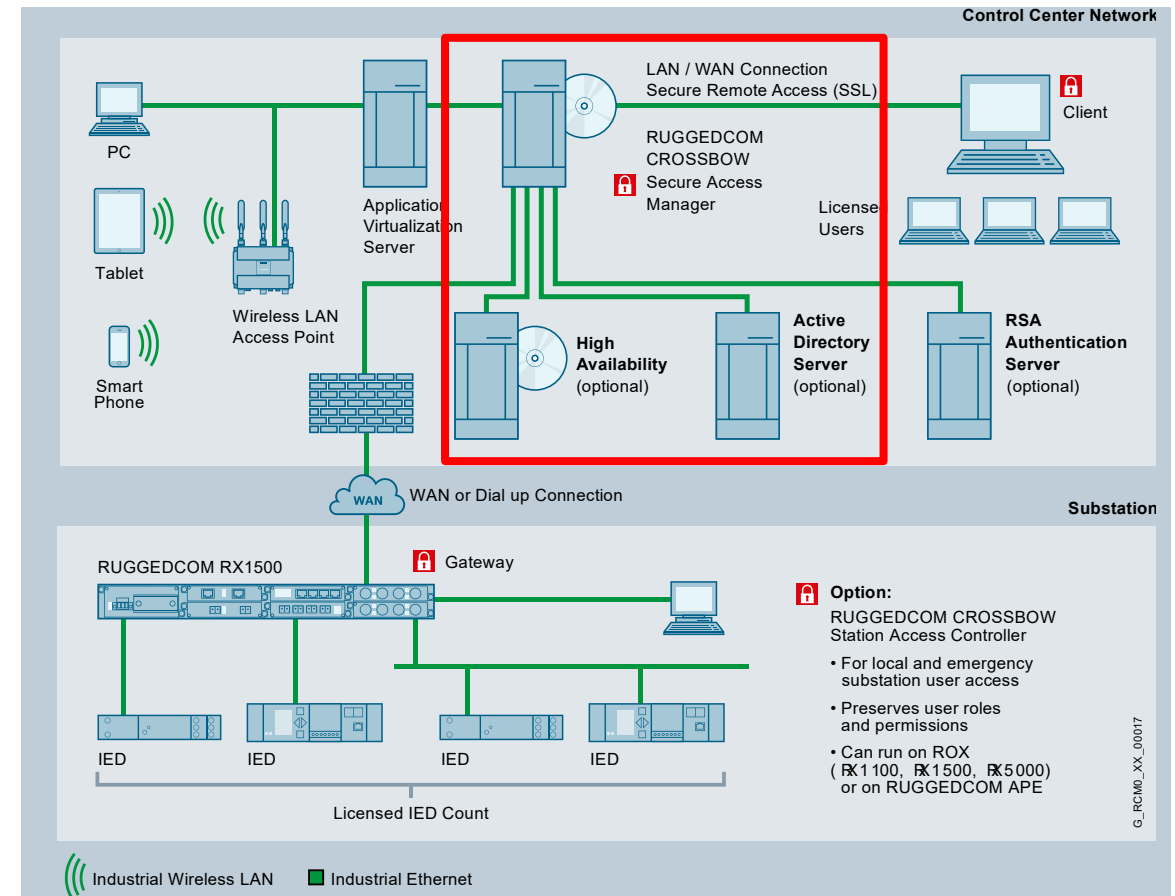 Control Center Network
LAN / WAN Connection
Secure Remote Access (SSL)
Client
PC
RUGGEDCOM
CROSSBOW
Secure Access
Manager
Application
Virtualization
Server
Licensed
Users
Tablet
Wireless LAN
Access Point
Smart
Phone
High
Availability
(optional)
Active
Directory
Server
(optional)
RSA
Authentication
Server
(optional)
WAN
WAN or Dial up Connection
Substation
RUGGEDCOM RX1500
Gateway
IED
IED
IED
IED
Licensed IED Count
Option:
RUGGEDCOM CROSSBOW
Station Access Controller
• For local and emergency
substation user access
• Preserves user roles
and permissions
• Can run on ROX
( RX1100, RX1500, RX5000)
or on RUGGEDCOM APE
G_RCM0_XX_00017
Industrial Wireless LAN
Industrial Ethernet